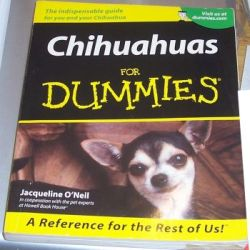 The indispensable guide
for you and your Chihuahua
Visit us at
dummies.com
Chihuahuas
FOR
DUMMIES®
Jacqueline O'Neil
in cooperation with the pet experts
at Howell Book House™
A Reference for the Rest of Us!®